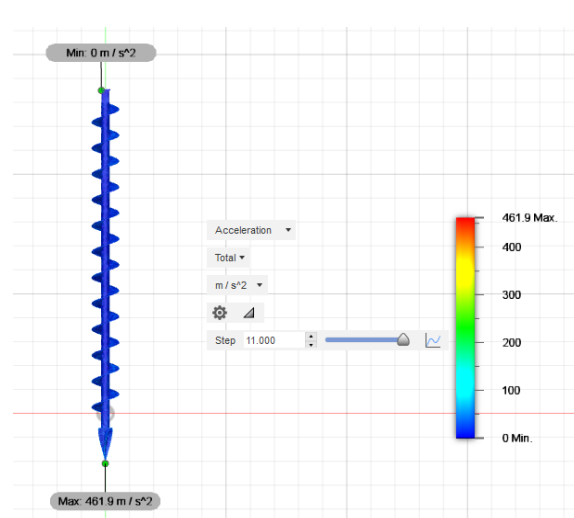 Min: 0 m / s^2
Acceleration
Total
m / s^2
Step 11.000
461.9 Max.
400
300
200
100
0 Min.
Max: 461.9 m / s^2